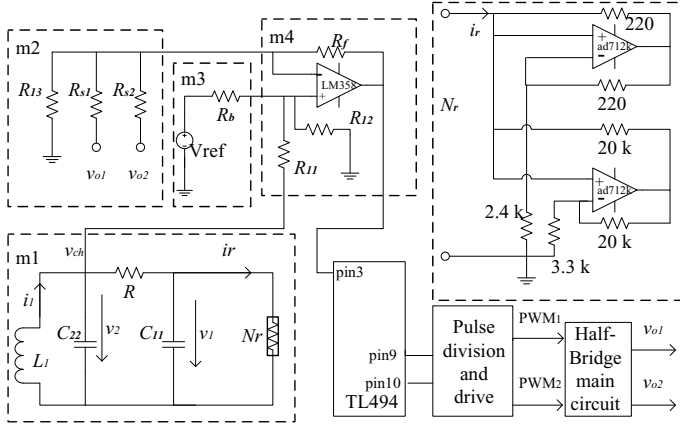 m2
R13
Rs1
Rs2
vo1
vo2
m3
Rb
Vref
m4
Rf
LM358
-
+
R12
R11
ir
Nr
220
+
-
ad712k
220
20 k
+
-
ad712k
20 k
2.4 k
3.3 k
m1
vch
i1
L1
C22
v2
R
C11
v1
ir
Nr
pin3
pin9
pin10
TL494
Pulse
division
and
drive
PWM1
PWM2
Half-
Bridge
main
circuit
vo1
vo2